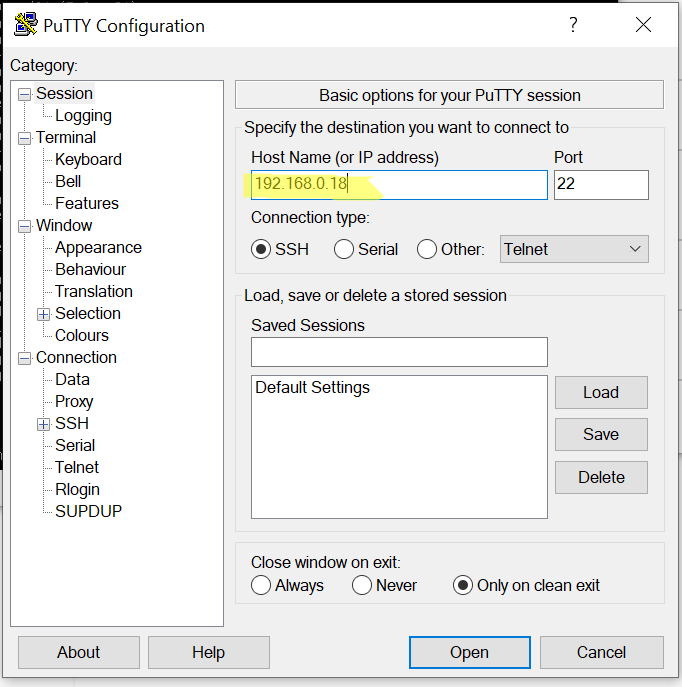 PuTTY Configuration
?
Category:
Session
Logging
Terminal
Keyboard
Bell
Features
Window
Appearance
Behaviour
Translation
Selection
Colours
Connection
Data
Proxy
SSH
Serial
Telnet
Rlogin
SUPDUP
Basic options for your PuTTY session
Specify the destination you want to connect to
Host Name (or IP address) Port
192.168.0.18 22
Connection type:
SSH Serial Other: Telnet
Load, save or delete a stored session
Saved Sessions
Default Settings
Load
Save
Delete
Close window on exit:
Always Never Only on clean exit
About Help Open Cancel